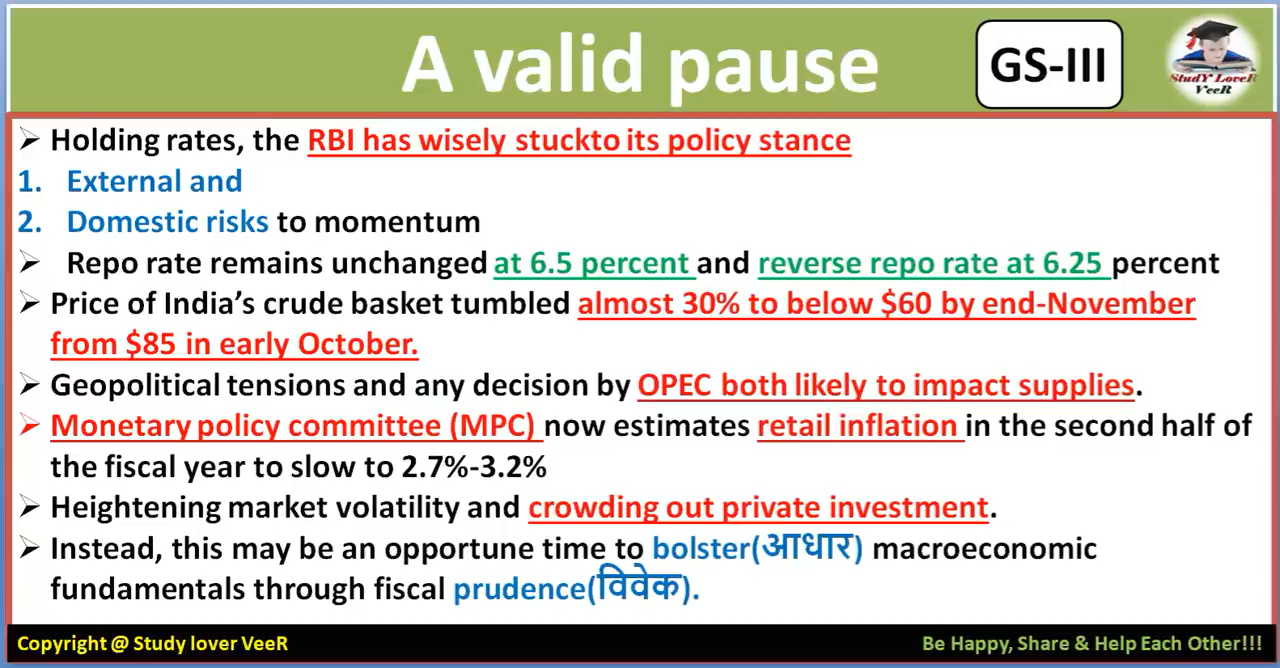 A valid pause
GS-III
StudY LoveR
VeeR
➢ Holding rates, the RBI has wisely stuckto its policy stance
1. External and
2. Domestic risks to momentum
➢ Repo rate remains unchanged at 6.5 percent and reverse repo rate at 6.25 percent
➢ Price of India’s crude basket tumbled almost 30% to below $60 by end-November
from $85 in early October.
➢ Geopolitical tensions and any decision by OPEC both likely to impact supplies.
➢ Monetary policy committee (MPC) now estimates retail inflation in the second half of
the fiscal year to slow to 2.7%-3.2%
➢ Heightening market volatility and crowding out private investment.
➢ Instead, this may be an opportune time to bolster(आधार) macroeconomic
fundamentals through fiscal prudence(विवेक).
Copyright @ Study lover VeeR
Be Happy, Share & Help Each Other!!!